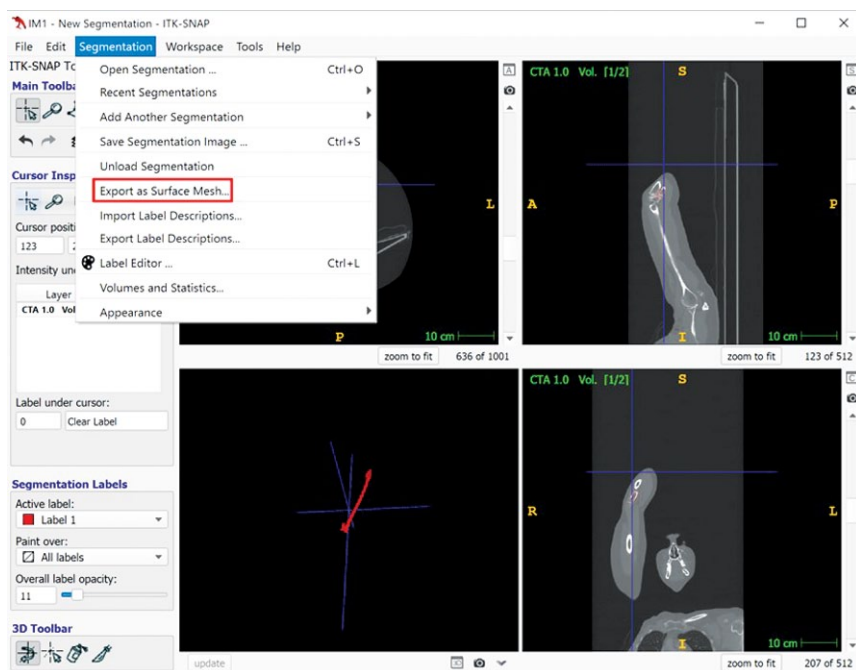 IM1 - New Segmentation - ITK-SNAP
File Edit Segmentation Workspace Tools Help
ITK-SNAP
Main
Open Segmentation ... Ctrl+O
Recent Segmentations
Add Another Segmentation
Save Segmentation Image ... Ctrl+S
Unload Segmentation
Export as Surface Mesh...
Import Label Descriptions...
Export Label Descriptions...
Label Editor ... Ctrl+L
Volumes and Statistics...
Appearance
Cursor
Cursor
123
Intensity
Layer
CTA 1.0
Label under cursor:
0 Clear Label
Segmentation Labels
Active label:
Label 1
Paint over:
All labels
Overall label opacity:
11
3D Toolbar
L
P
10 cm
zoom to fit 636 of 1001
A
CTA 1.0 Vol. [1/2]
S
A
P
I
10 cm
zoom to fit 123 of 512
S
update
CTA 1.0 Vol. [1/2]
S
R
L
I
10 cm
zoom to fit 207 of 512
C